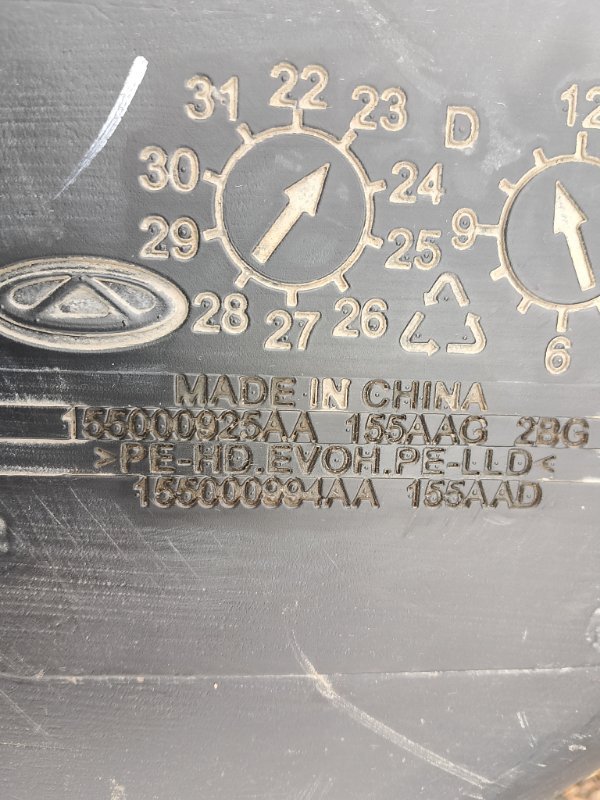 31 22 23
30 24
29 25
28 27 26
D
12
9
6
MADE IN CHINA
155000925AA 155AAG 2BG
>PE-HD.EVOH.PE-LLD<
155000994AA 155AAD